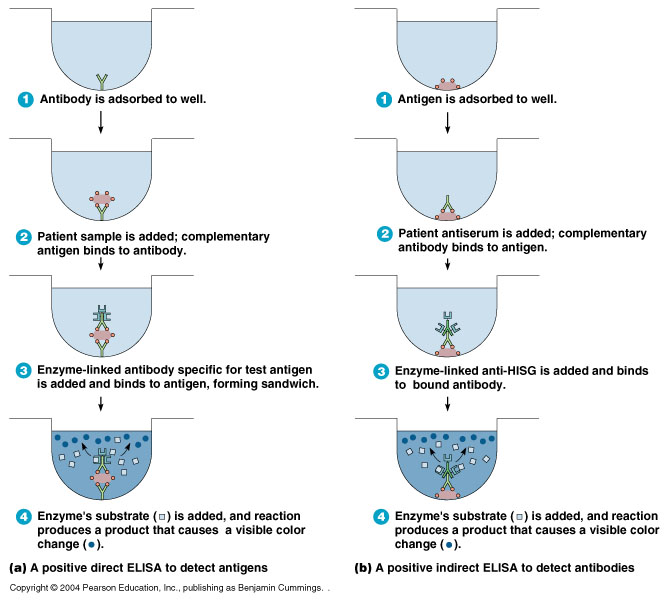 1 Antibody is adsorbed to well.
2 Patient sample is added; complementary
antigen binds to antibody.
3 Enzyme-linked antibody specific for test antigen
is added and binds to antigen, forming sandwich.
4 Enzyme's substrate ( ) is added, and reaction
produces a product that causes a visible color
change ( ).
(a) A positive direct ELISA to detect antigens
1 Antigen is adsorbed to well.
2 Patient antiserum is added; complementary
antibody binds to antigen.
3 Enzyme-linked anti-HISG is added and binds
to bound antibody.
4 Enzyme's substrate ( ) is added, and reaction
produces a product that causes a visible color
change ( ).
(b) A positive indirect ELISA to detect antibodies
Copyright © 2004 Pearson Education, Inc., publishing as Benjamin Cummings. .